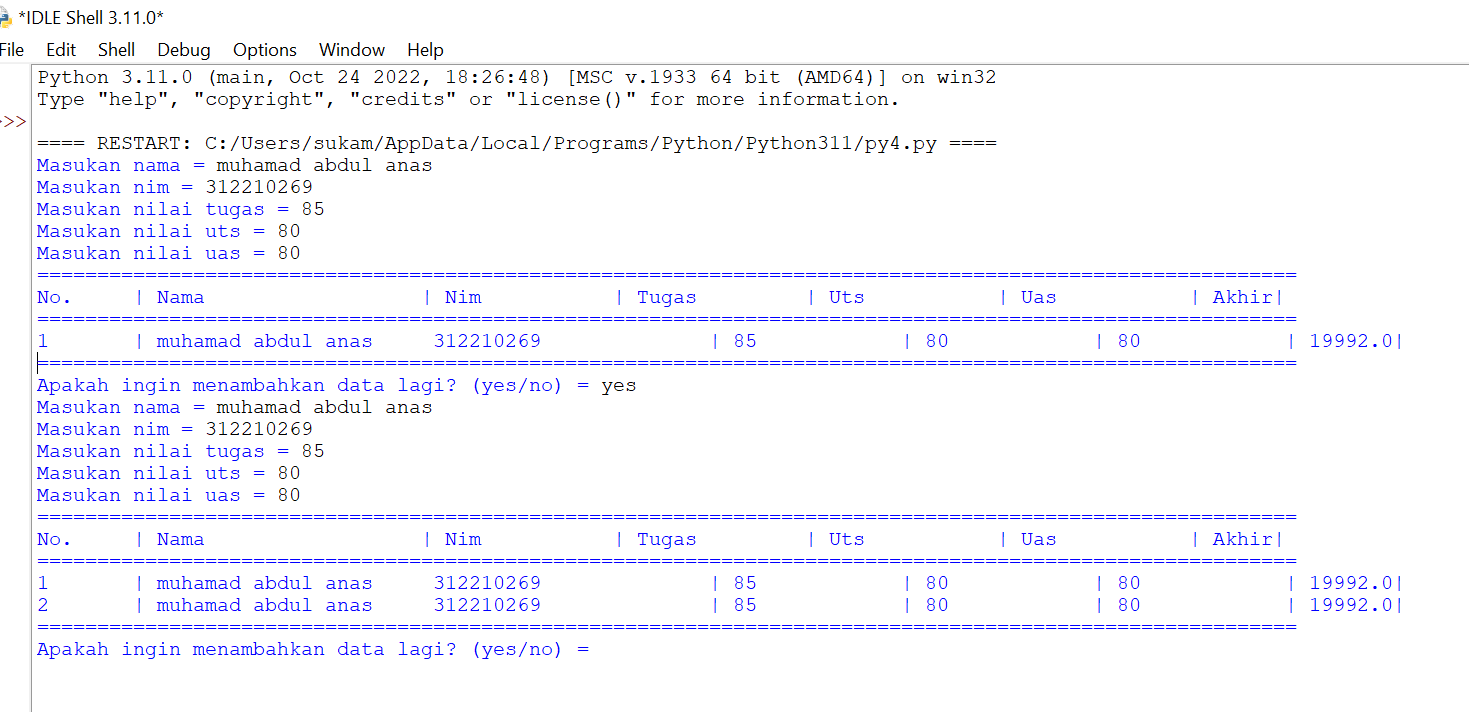 *IDLE Shell 3.11.0*
File Edit Shell Debug Options Window Help
Python 3.11.0 (main, Oct 24 2022, 18:26:48) [MSC v.1933 64 bit (AMD64)] on win32
Type "help", "copyright", "credits" or "license()" for more information.
>>>
==== RESTART: C:/Users/sukam/AppData/Local/Programs/Python/Python311/py4.py ====
Masukan nama = muhamad abdul anas
Masukan nim = 312210269
Masukan nilai tugas = 85
Masukan nilai uts = 80
Masukan nilai uas = 80
=========================================================================================================
No. | Nama | Nim | Tugas | Uts | Uas | Akhir|
=========================================================================================================
1 | muhamad abdul anas 312210269 | 85 | 80 | 80 | 19992.0|
=========================================================================================================
Apakah ingin menambahkan data lagi? (yes/no) = yes
Masukan nama = muhamad abdul anas
Masukan nim = 312210269
Masukan nilai tugas = 85
Masukan nilai uts = 80
Masukan nilai uas = 80
=========================================================================================================
No. | Nama | Nim | Tugas | Uts | Uas | Akhir|
=========================================================================================================
1 | muhamad abdul anas 312210269 | 85 | 80 | 80 | 19992.0|
2 | muhamad abdul anas 312210269 | 85 | 80 | 80 | 19992.0|
=========================================================================================================
Apakah ingin menambahkan data lagi? (yes/no) =